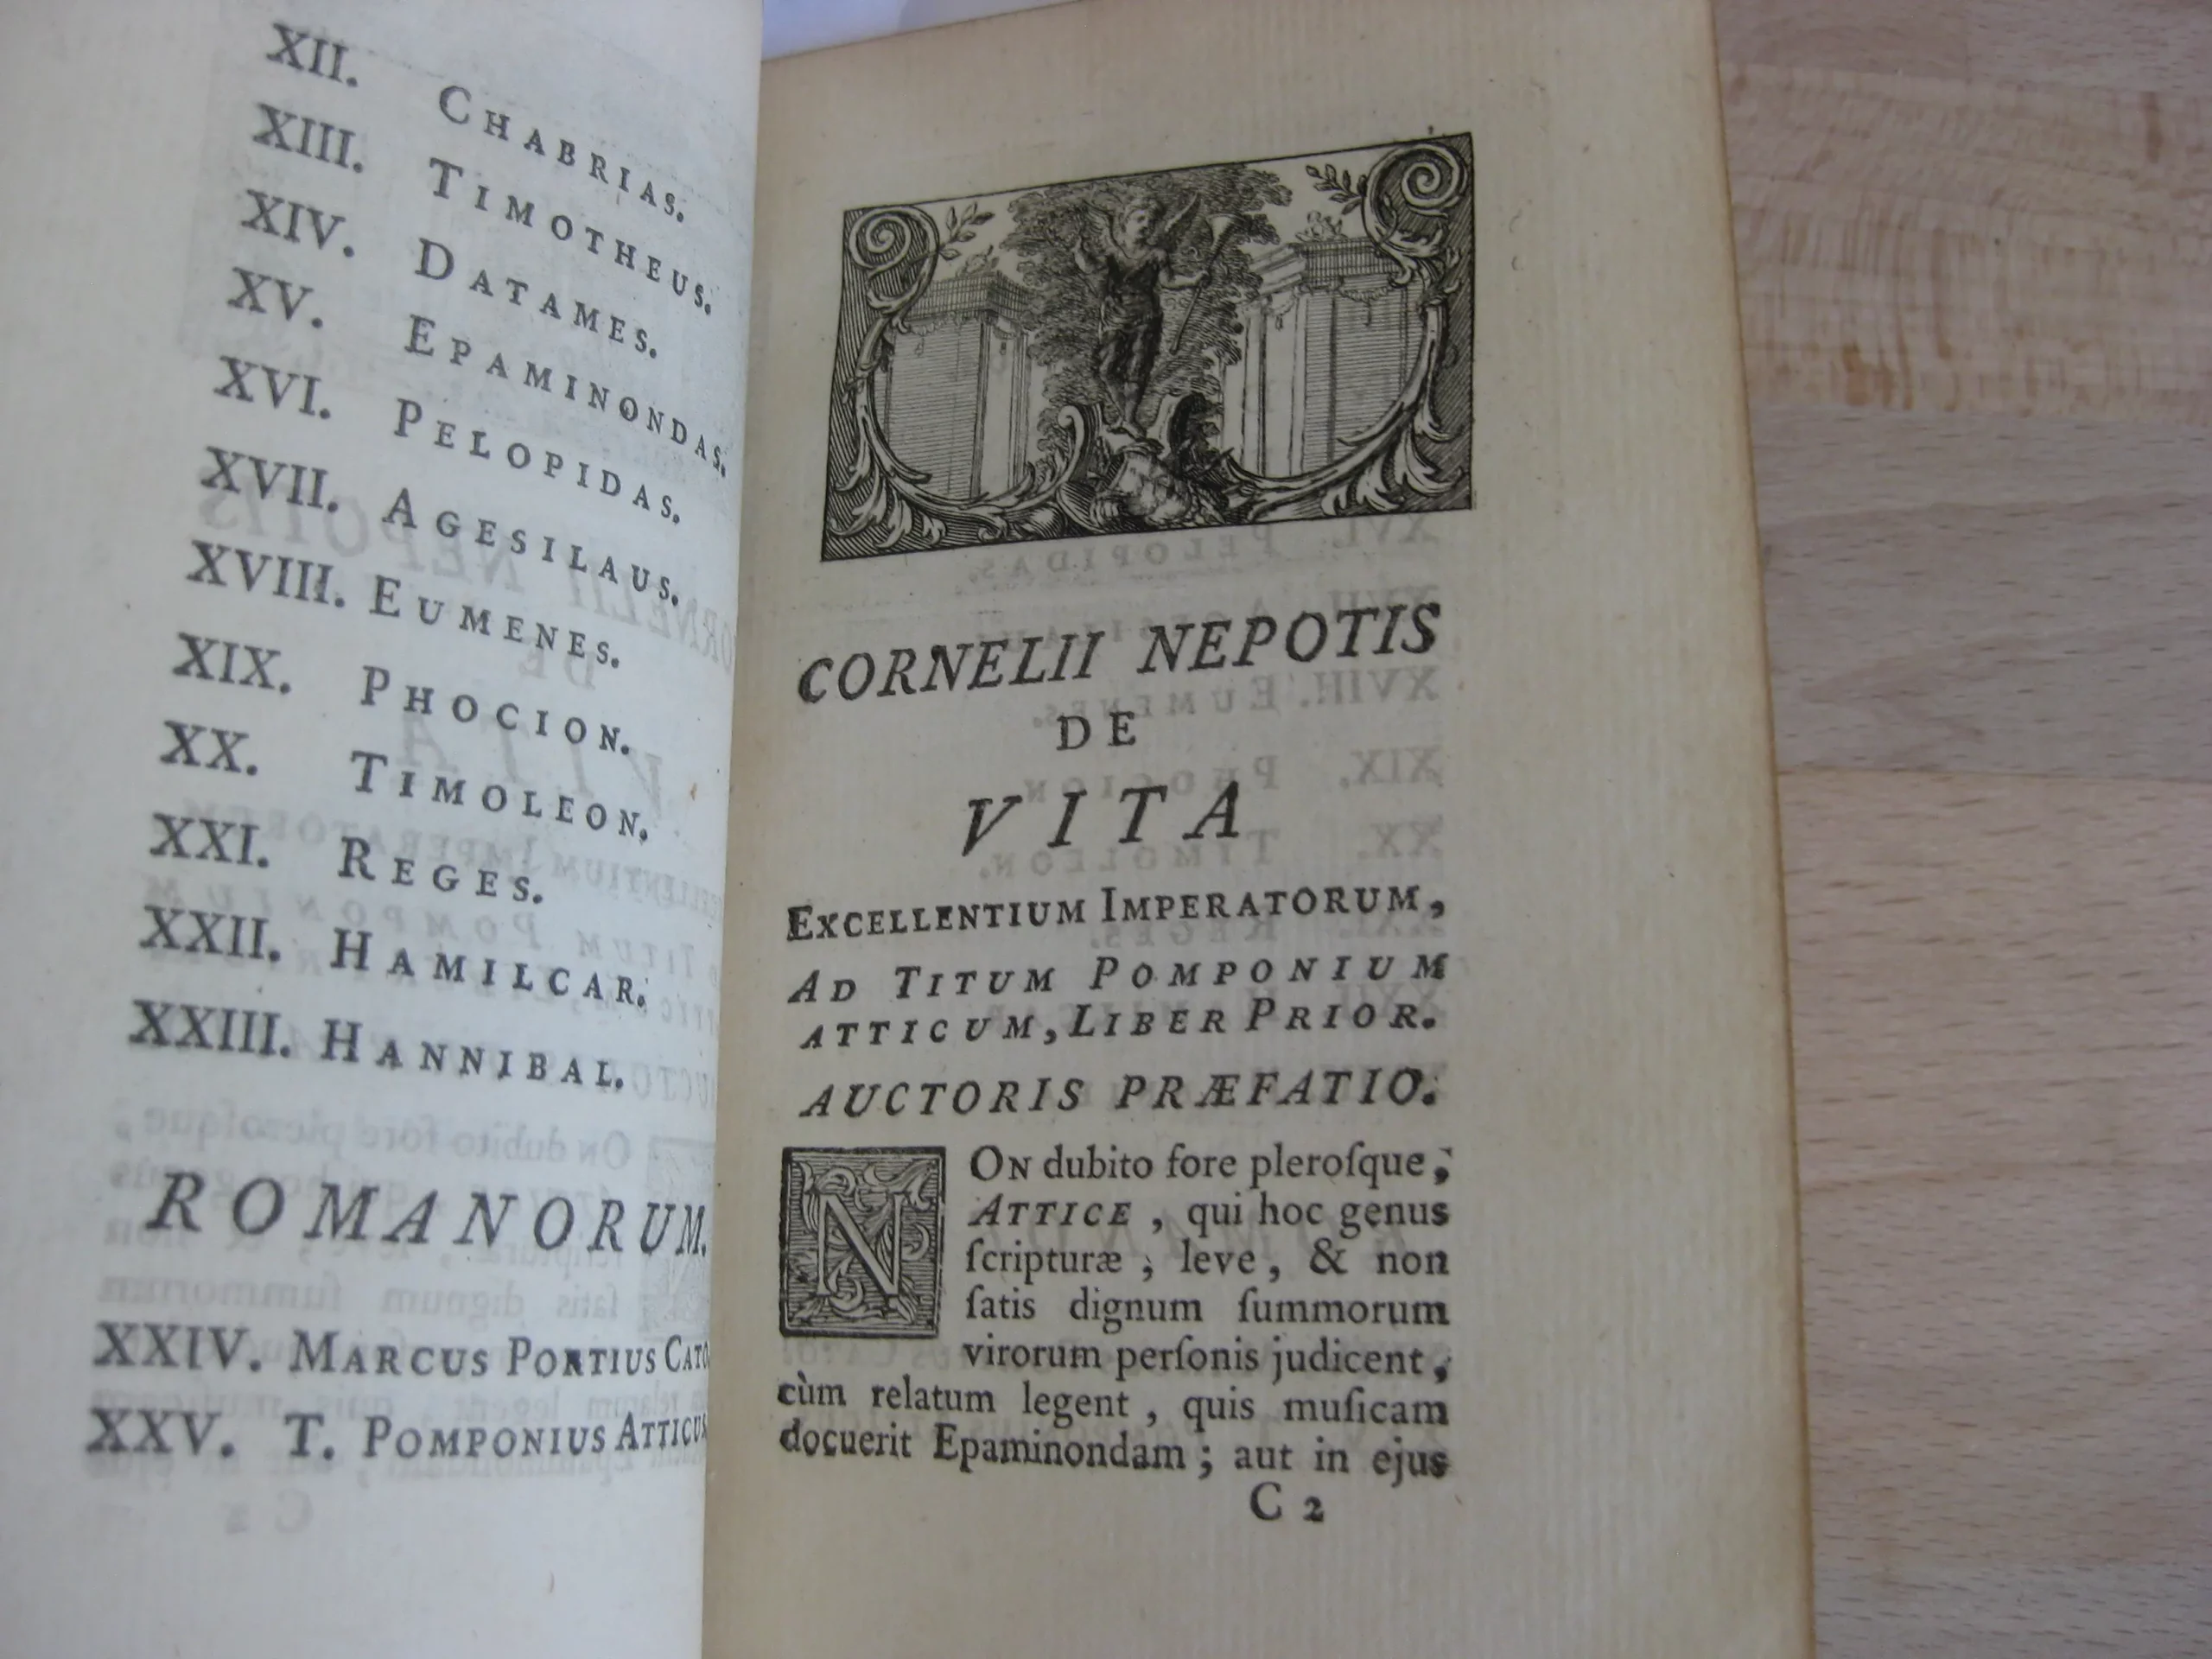 XII. CHABRIAS.
XIII. TIMOTHEUS.
XIV. DATAMES.
XV. EPAMINONDAS.
XVI. PELOPIDAS.
XVII. AGESILAUS.
XVIII. EUMENES.
XIX. PHOCION.
XX. TIMOLEON.
XXI. REGES.
XXII. HAMILCAR.
XXIII. HANNIBAL.
ROMANORUM.
XXIV. MARCUS PORTIUS CATO
XXV. T. POMPONIUS ATTICUS
CORNELII NEPOTIS
DE
VITA
EXCELLENTIUM IMPERATORUM,
AD TITUM POMPONIUM
ATTICUM, LIBER PRIOR.
AUCTORIS PRÆFATIO.
NON dubito fore pleroſque,
ATTICE, qui hoc genus
ſcripturæ, leve, & non
ſatis dignum ſummorum
virorum perſonis judicent,
cùm relatum legent, quis muſicam
docuerit Epaminondam; aut in ejus
C 2